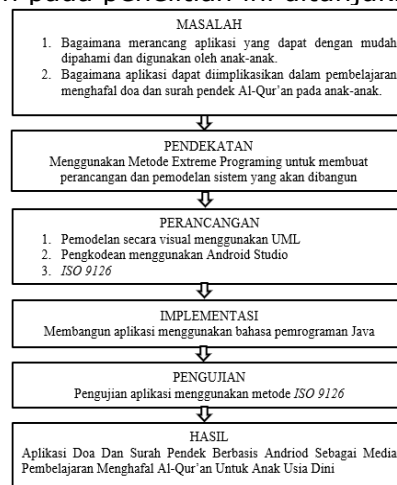 pada penelitian ini ditunjuk
MASALAH
1. Bagaimana merancang aplikasi yang dapat dengan mudah
dipahami dan digunakan oleh anak-anak.
2. Bagaimana aplikasi dapat diimplikasikan dalam pembelajaran
menghafal doa dan surah pendek Al-Qur’an pada anak-anak.
PENDEKATAN
Menggunakan Metode Extreme Programing untuk membuat
perancangan dan pemodelan sistem yang akan dibangun
PERANCANGAN
1. Pemodelan secara visual menggunakan UML
2. Pengkodean menggunakan Android Studio
3. ISO 9126
IMPLEMENTASI
Membangun aplikasi menggunakan bahasa pemrograman Java
PENGUJIAN
Pengujian aplikasi menggunakan metode ISO 9126
HASIL
Aplikasi Doa Dan Surah Pendek Berbasis Andriod Sebagai Media
Pembelajaran Menghafal Al-Qur’an Untuk Anak Usia Dini